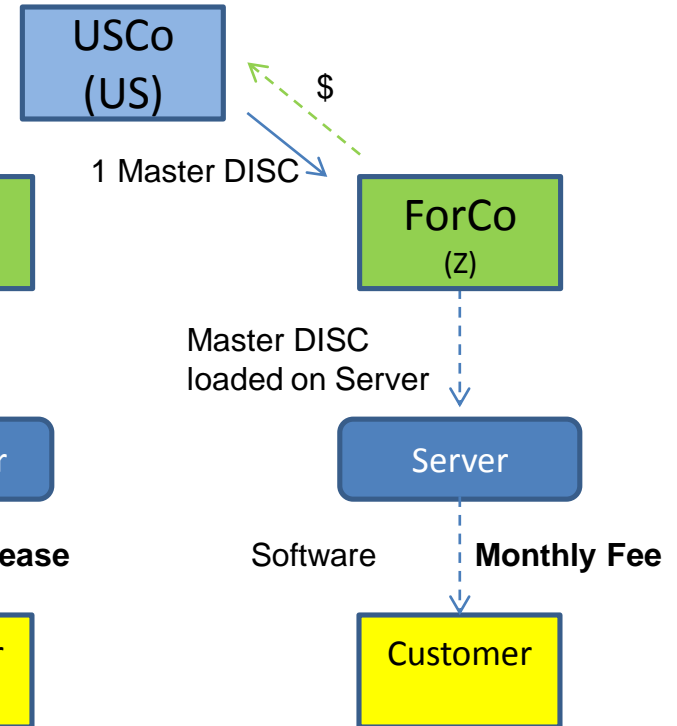 USCo
(US)
$
1 Master DISC
ForCo
(Z)
Master DISC
loaded on Server
Server
Software
Monthly Fee
Customer